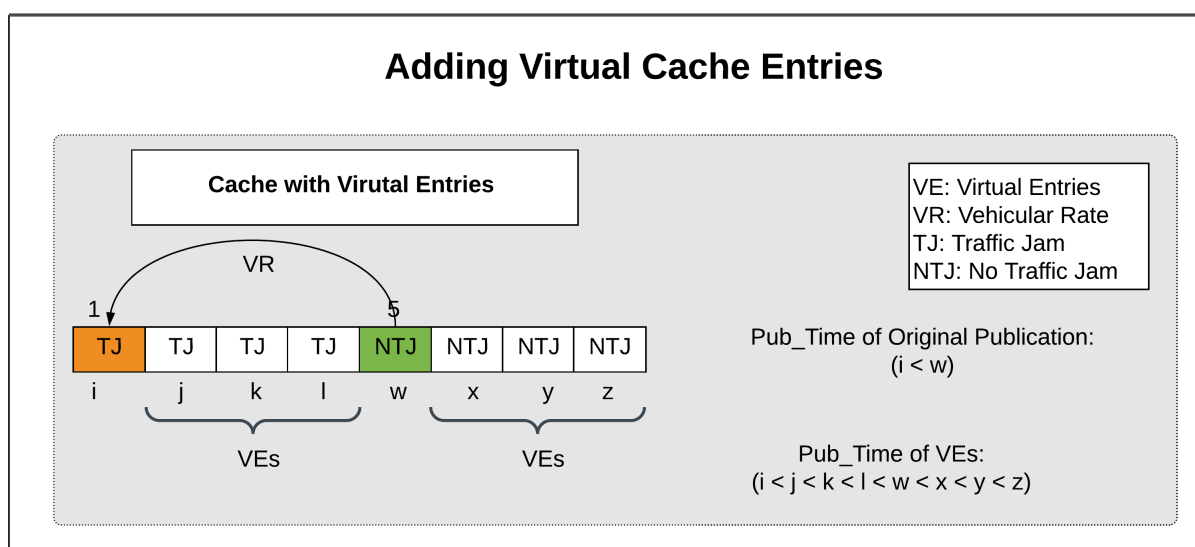 Adding Virtual Cache Entries
Cache with Virutal Entries
VE: Virtual Entries
VR: Vehicular Rate
TJ: Traffic Jam
NTJ: No Traffic Jam
VR
1 5
TJ TJ TJ TJ NTJ NTJ NTJ NTJ
i j k l w x y z
VEs VEs
Pub_Time of Original Publication:
(i < w)
Pub_Time of VEs:
(i < j < k < l < w < x < y < z)